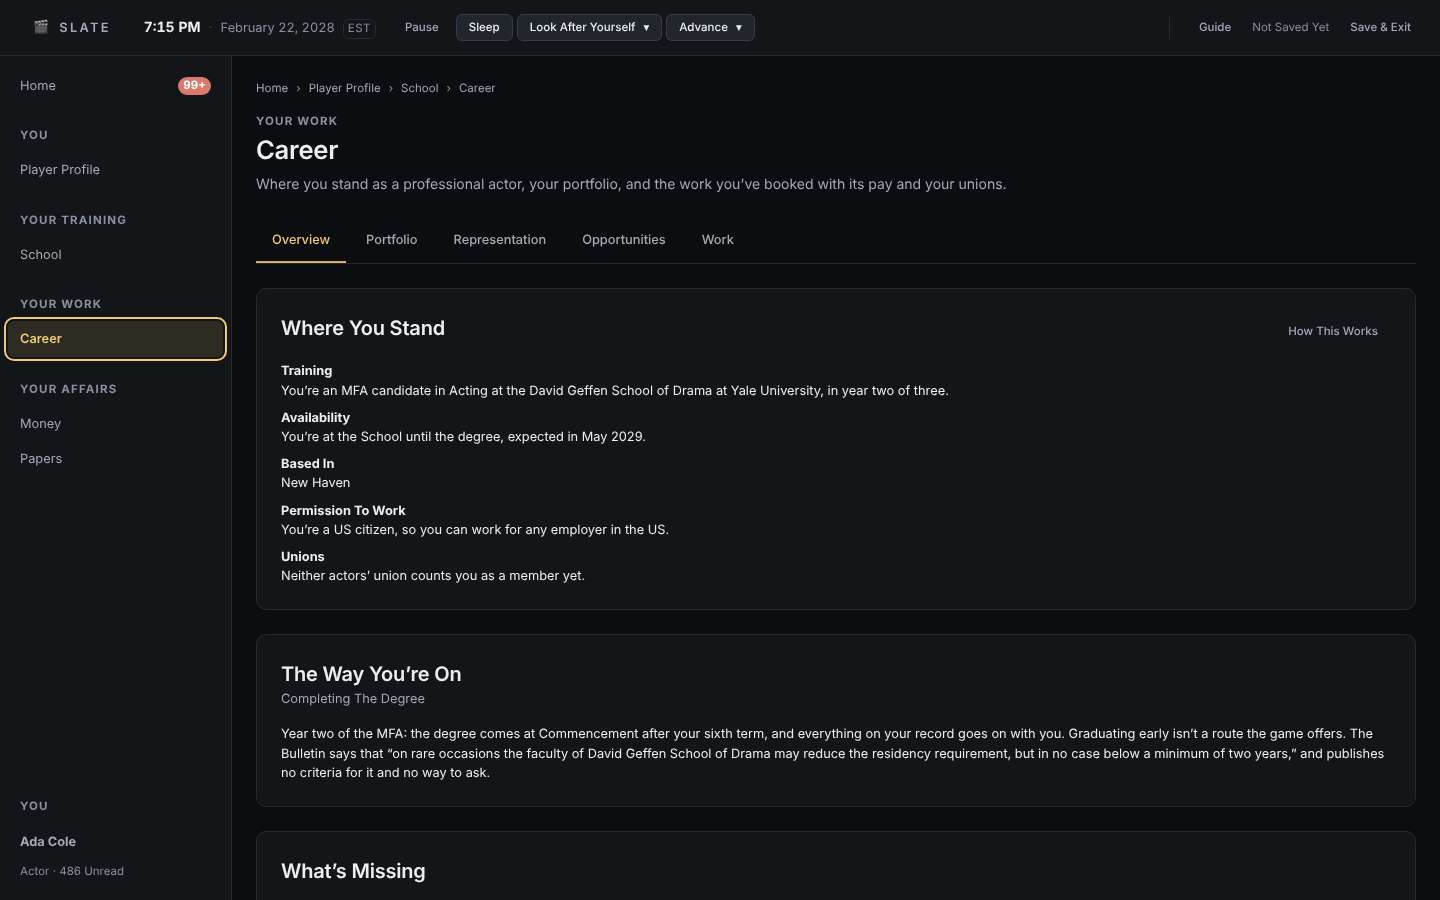 SLATE
7:15 PM · February 22, 2028 EST
Pause
Sleep
Look After Yourself ▾
Advance ▾
Guide
Not Saved Yet
Save & Exit
Home
99+
YOU
Player Profile
YOUR TRAINING
School
YOUR WORK
Career
YOUR AFFAIRS
Money
Papers
YOU
Ada Cole
Actor · 486 Unread
Home › Player Profile › School › Career
YOUR WORK
Career
Where you stand as a professional actor, your portfolio, and the work you’ve booked with its pay and your unions.
Overview
Portfolio
Representation
Opportunities
Work
Where You Stand
How This Works
Training
You’re an MFA candidate in Acting at the David Geffen School of Drama at Yale University, in year two of three.
Availability
You’re at the School until the degree, expected in May 2029.
Based In
New Haven
Permission To Work
You’re a US citizen, so you can work for any employer in the US.
Unions
Neither actors’ union counts you as a member yet.
The Way You’re On
Completing The Degree
Year two of the MFA: the degree comes at Commencement after your sixth term, and everything on your record goes on with you. Graduating early isn’t a route the game offers. The
Bulletin says that “on rare occasions the faculty of David Geffen School of Drama may reduce the residency requirement, but in no case below a minimum of two years,” and publishes
no criteria for it and no way to ask.
What’s Missing